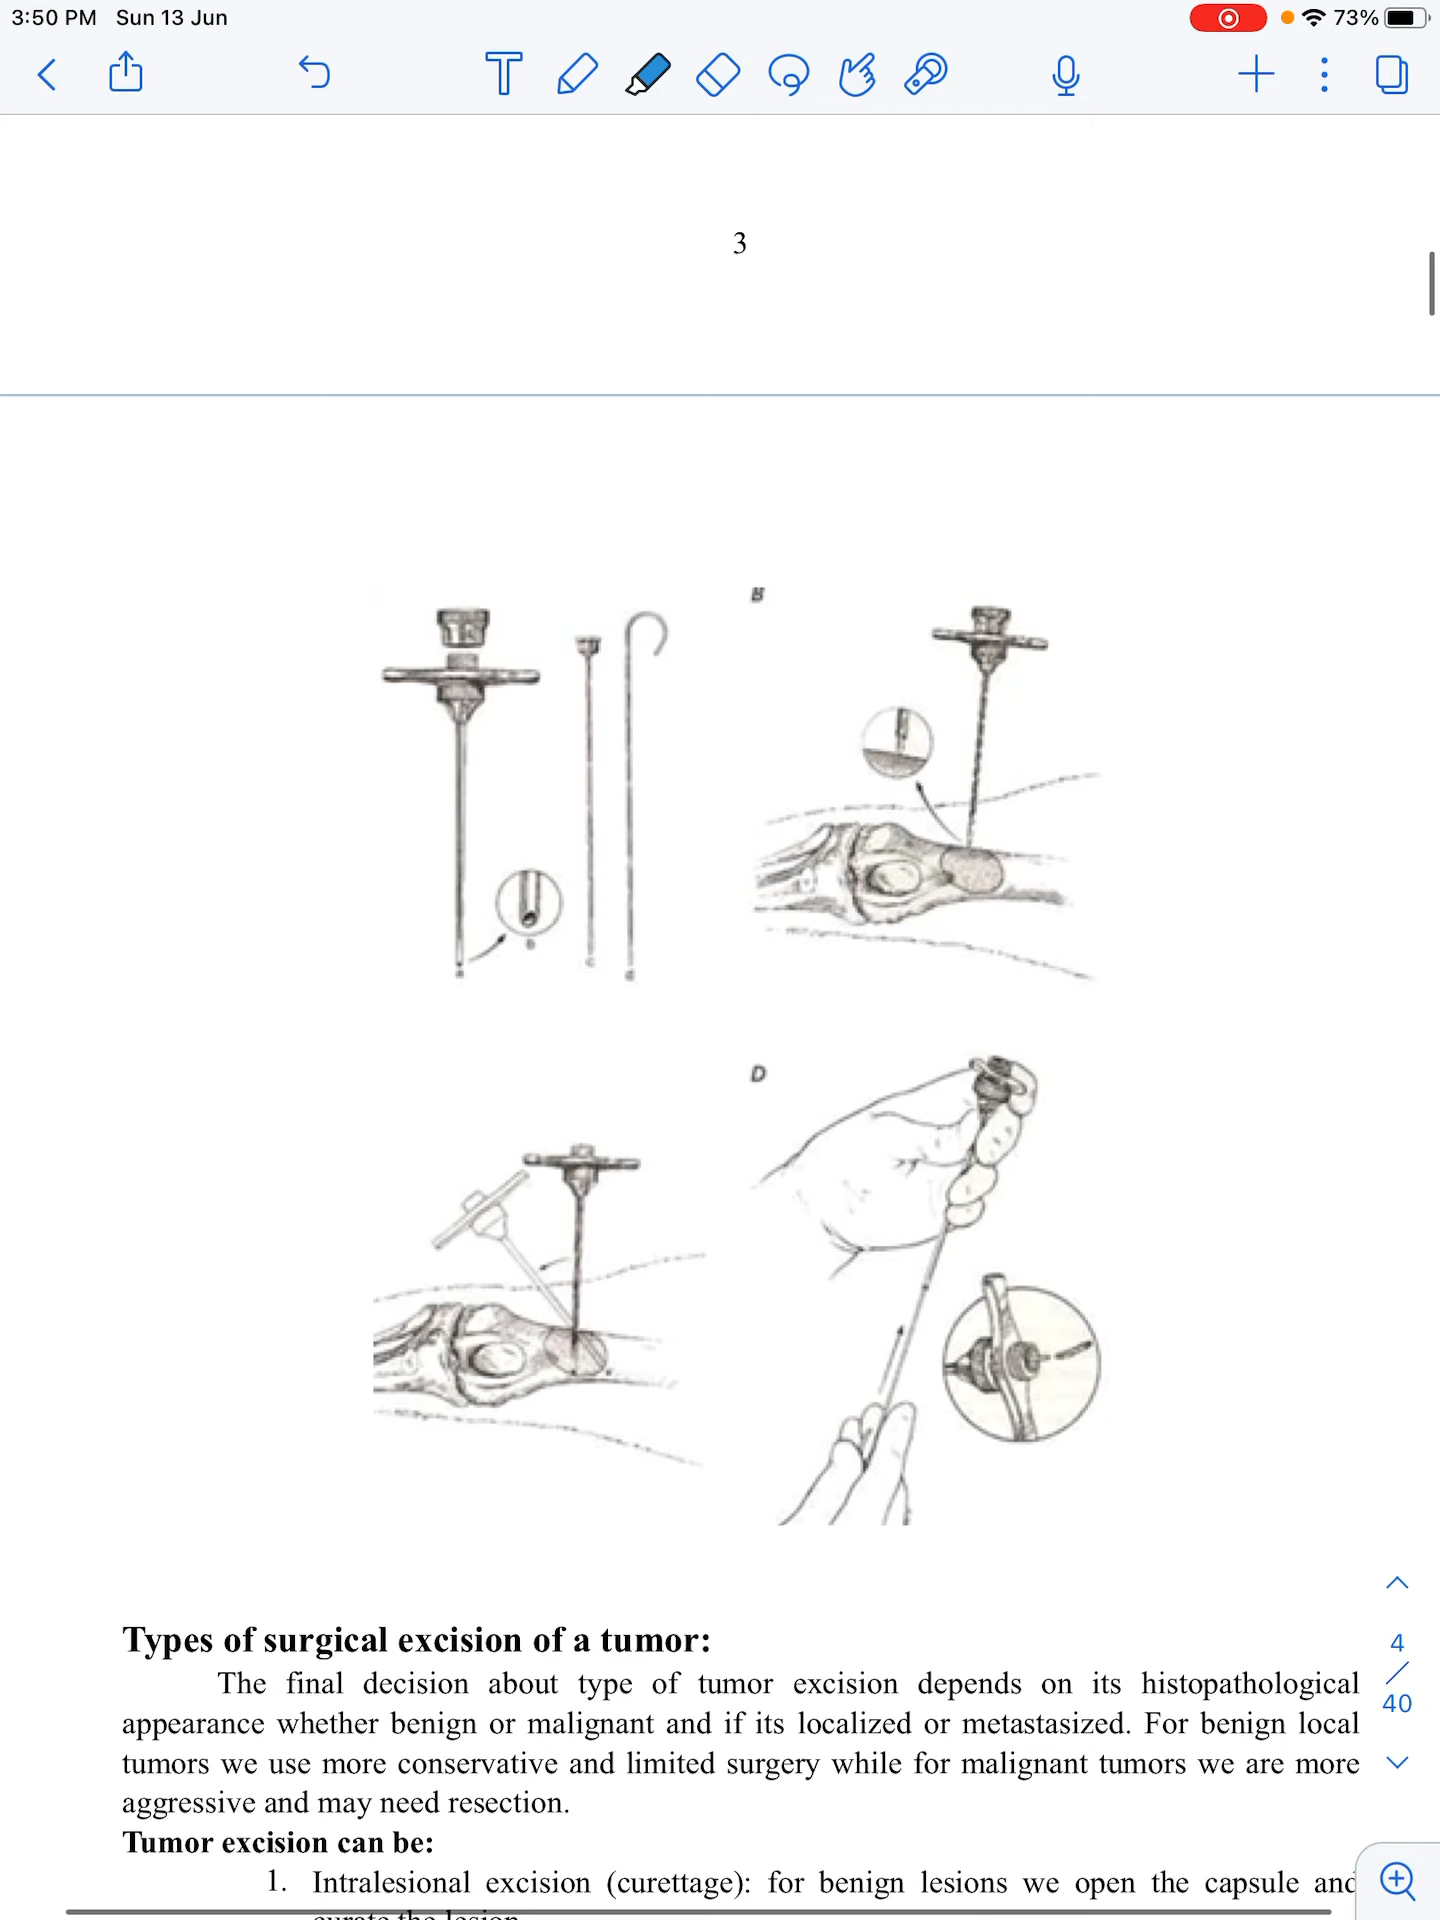 3:50 PM Sun 13 Jun
73%
3
B
a
b
c
d
D
Types of surgical excision of a tumor:
The final decision about type of tumor excision depends on its histopathological
appearance whether benign or malignant and if its localized or metastasized. For benign local
tumors we use more conservative and limited surgery while for malignant tumors we are more
aggressive and may need resection.
Tumor excision can be:
1. Intralesional excision (curettage): for benign lesions we open the capsule and
curate the lesion
4
/
40